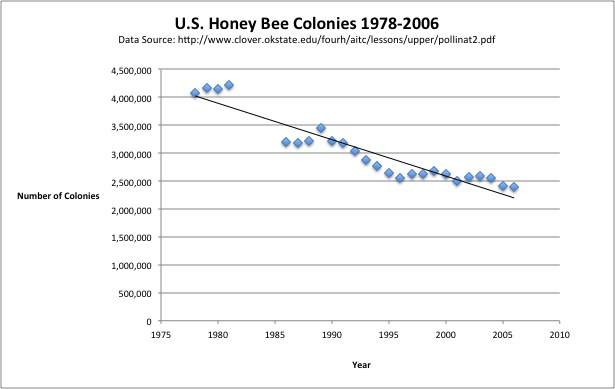 U.S. Honey Bee Colonies 1978-2006
Data Source: http://www.clover.okstate.edu/fourh/aitc/lessons/upper/pollinat2.pdf
4,500,000
4,000,000
3,500,000
3,000,000
2,500,000
2,000,000
1,500,000
1,000,000
500,000
0
Number of Colonies
1975 1980 1985 1990 1995 2000 2005 2010
Year